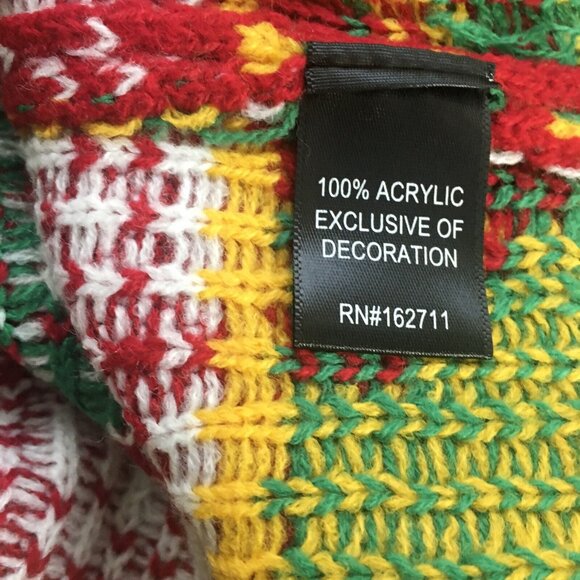 100% ACRYLIC
EXCLUSIVE OF
DECORATION
RN#162711